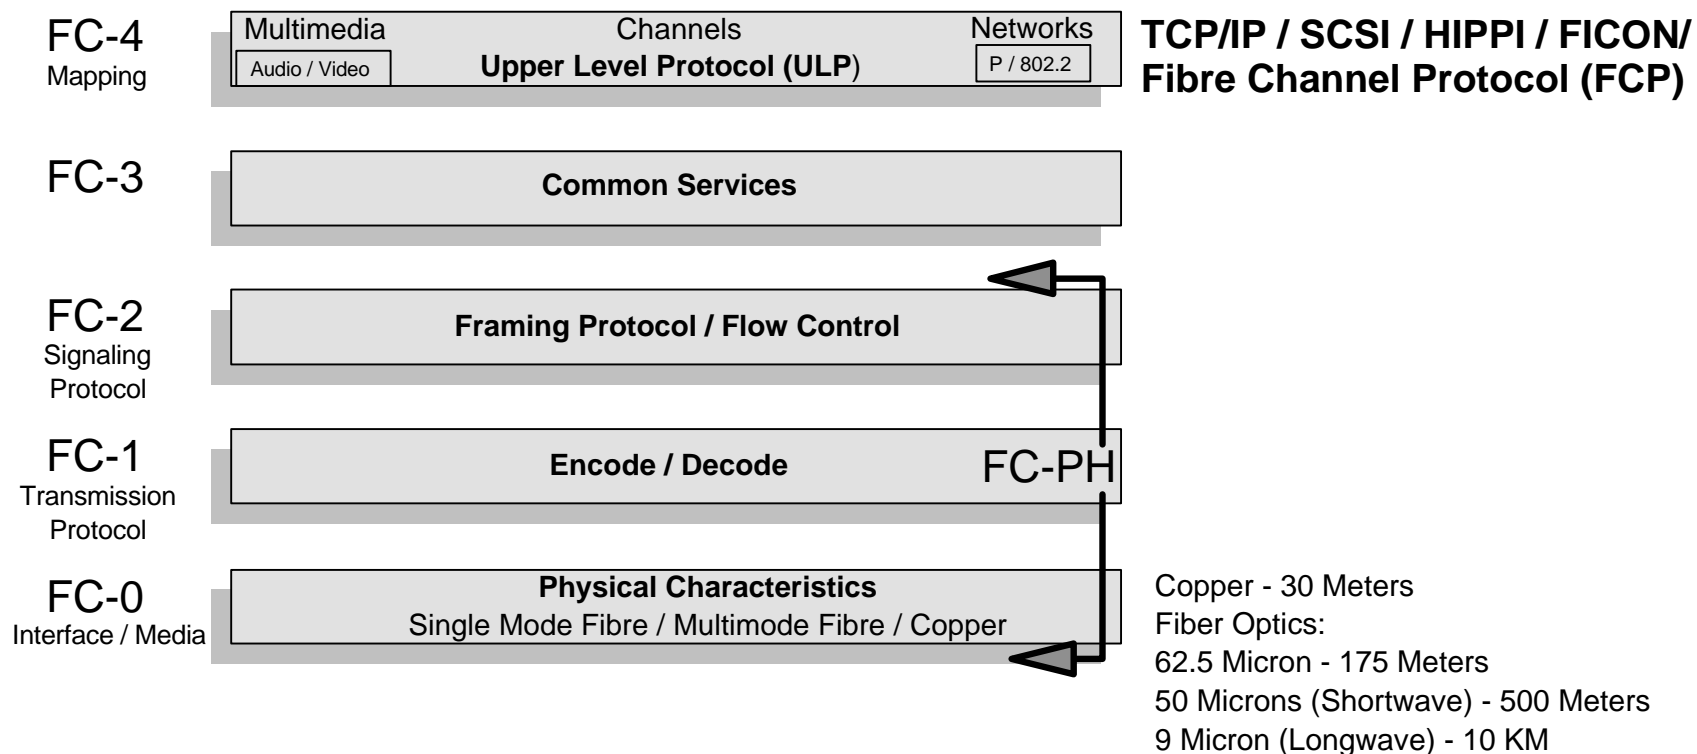 FC-4
Mapping
Multimedia
Channels
Networks
Audio / Video
Upper Level Protocol (ULP)
P / 802.2
TCP/IP / SCSI / HIPPI / FICON/
Fibre Channel Protocol (FCP)
FC-3
Common Services
FC-2
Signaling
Protocol
Framing Protocol / Flow Control
FC-1
Transmission
Protocol
Encode / Decode
FC-PH
FC-0
Interface / Media
Physical Characteristics
Single Mode Fibre / Multimode Fibre / Copper
Copper - 30 Meters
Fiber Optics:
62.5 Micron - 175 Meters
50 Microns (Shortwave) - 500 Meters
9 Micron (Longwave) - 10 KM